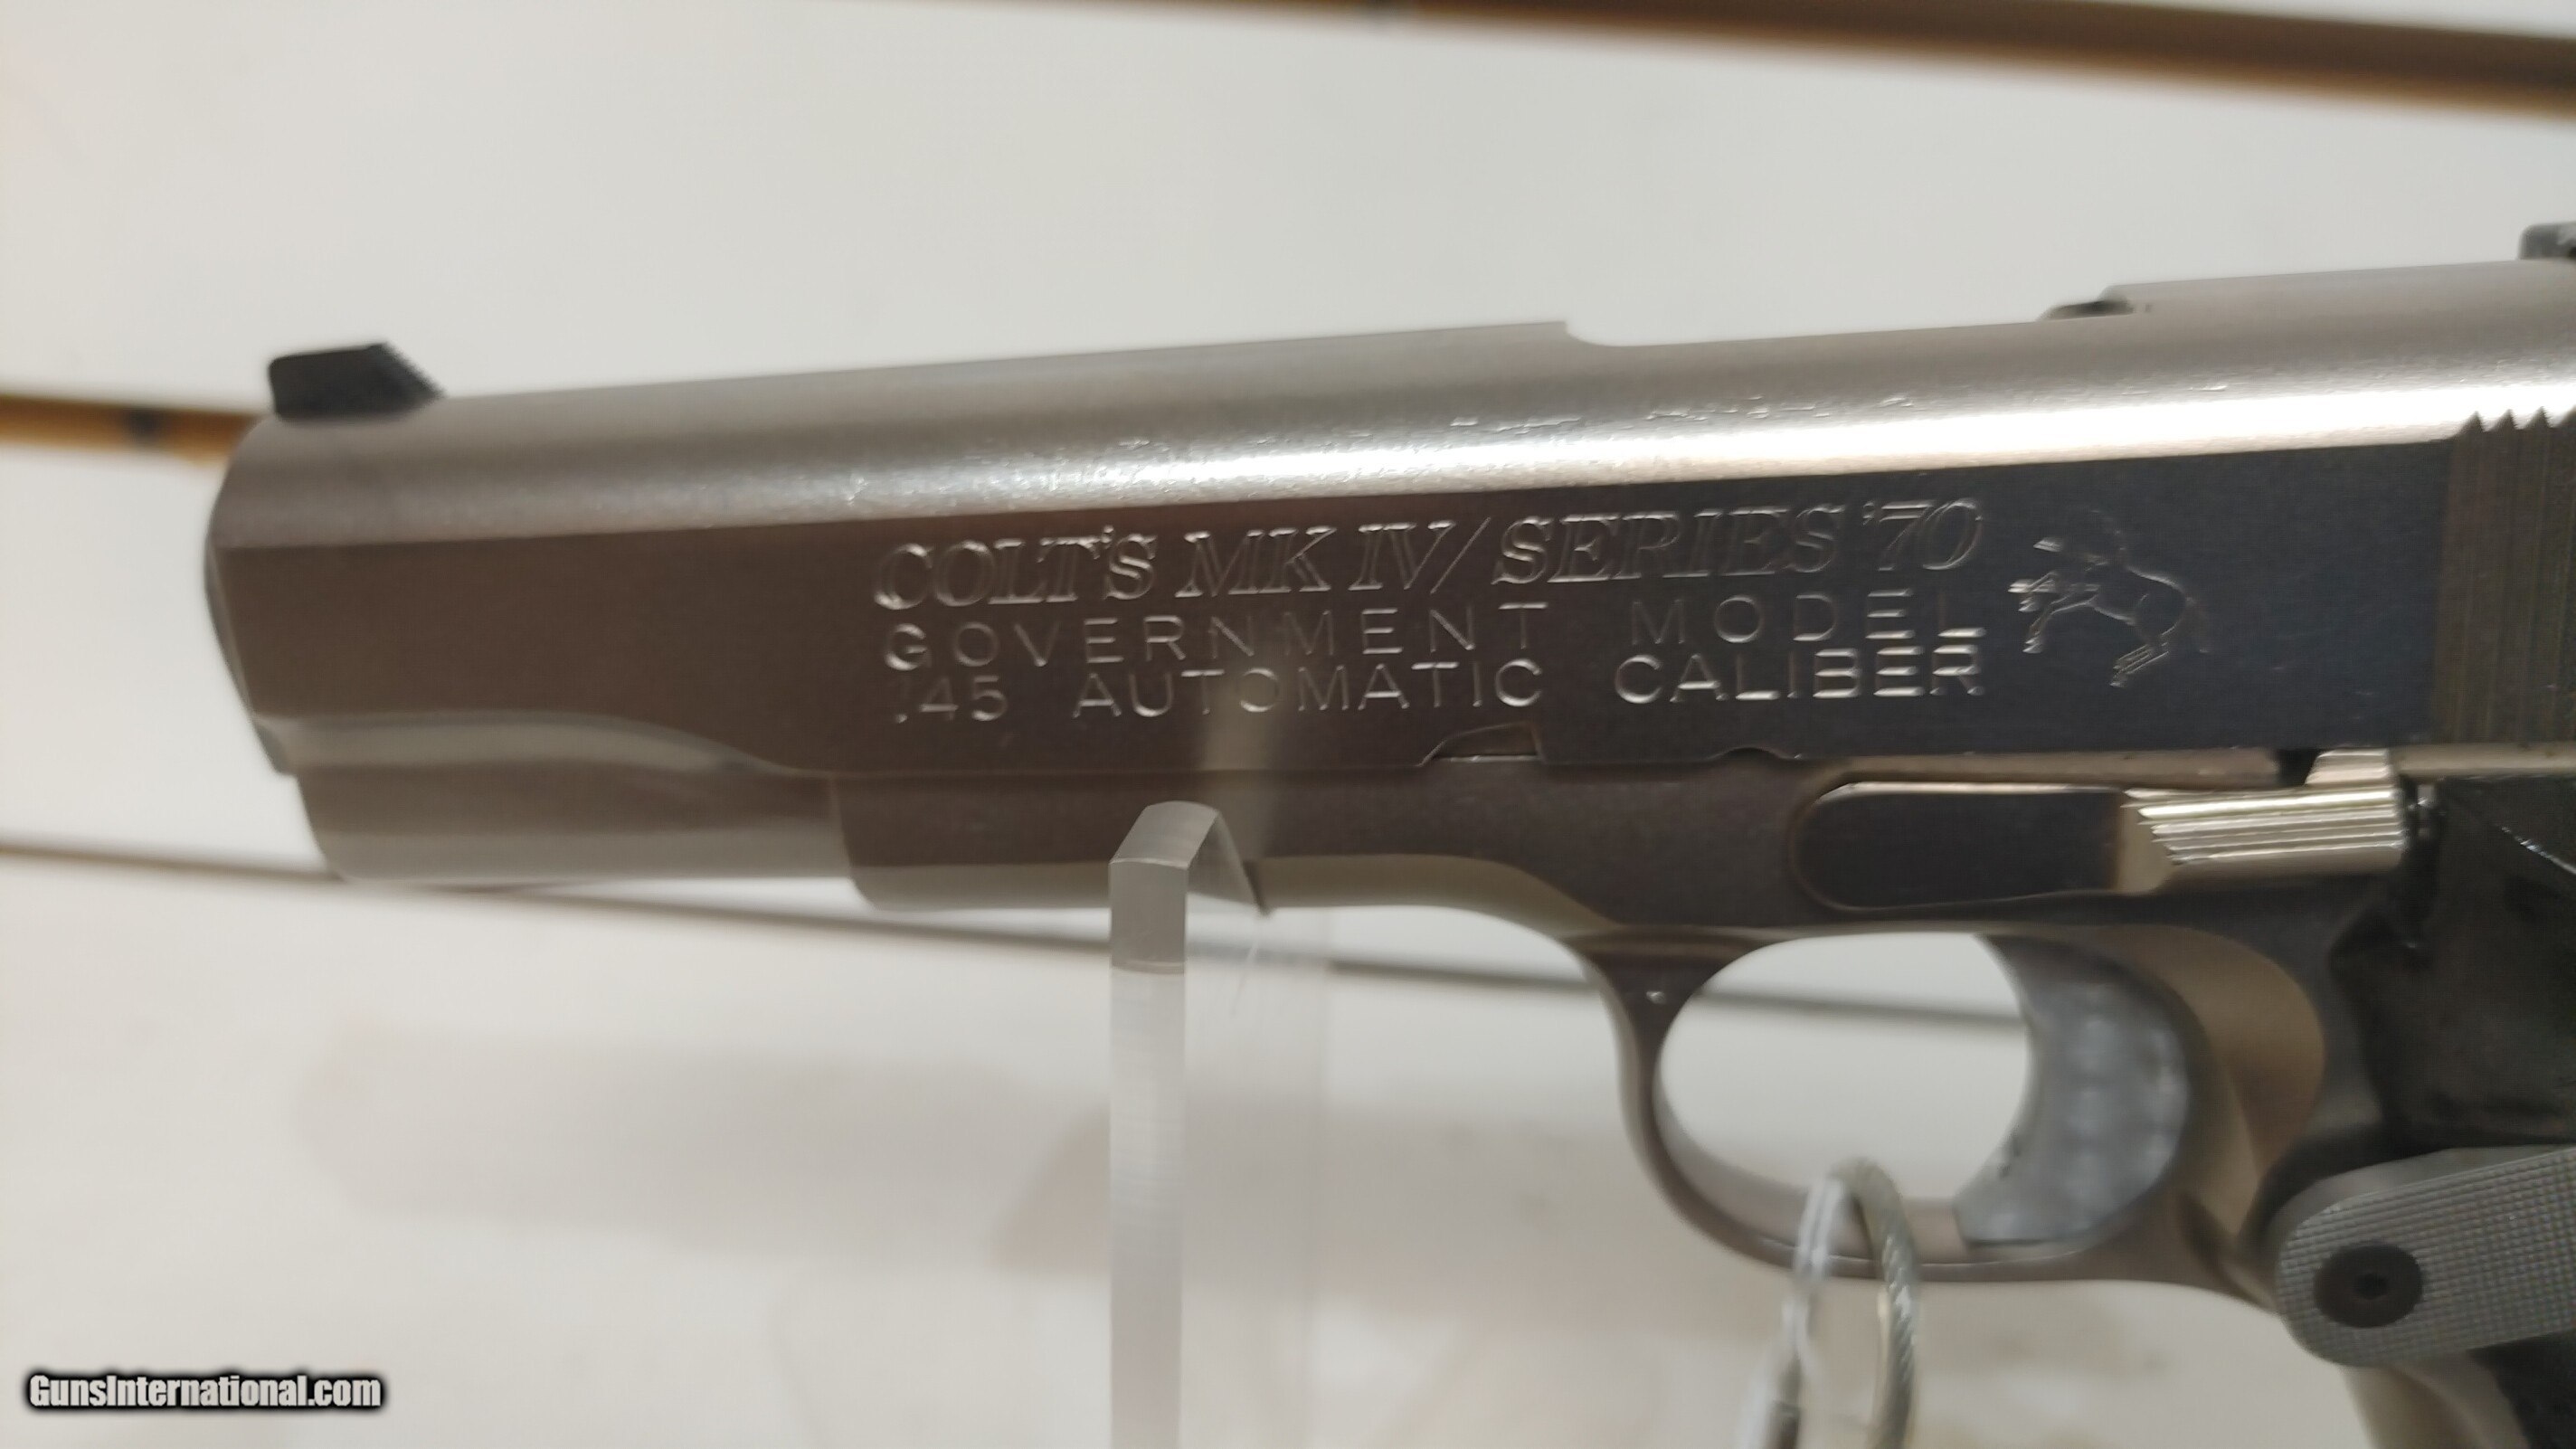 COLT'S MK IV/SERIES '70
GOVERNMENT MODEL
.45 AUTOMATIC CALIBER
GunsInternational.com